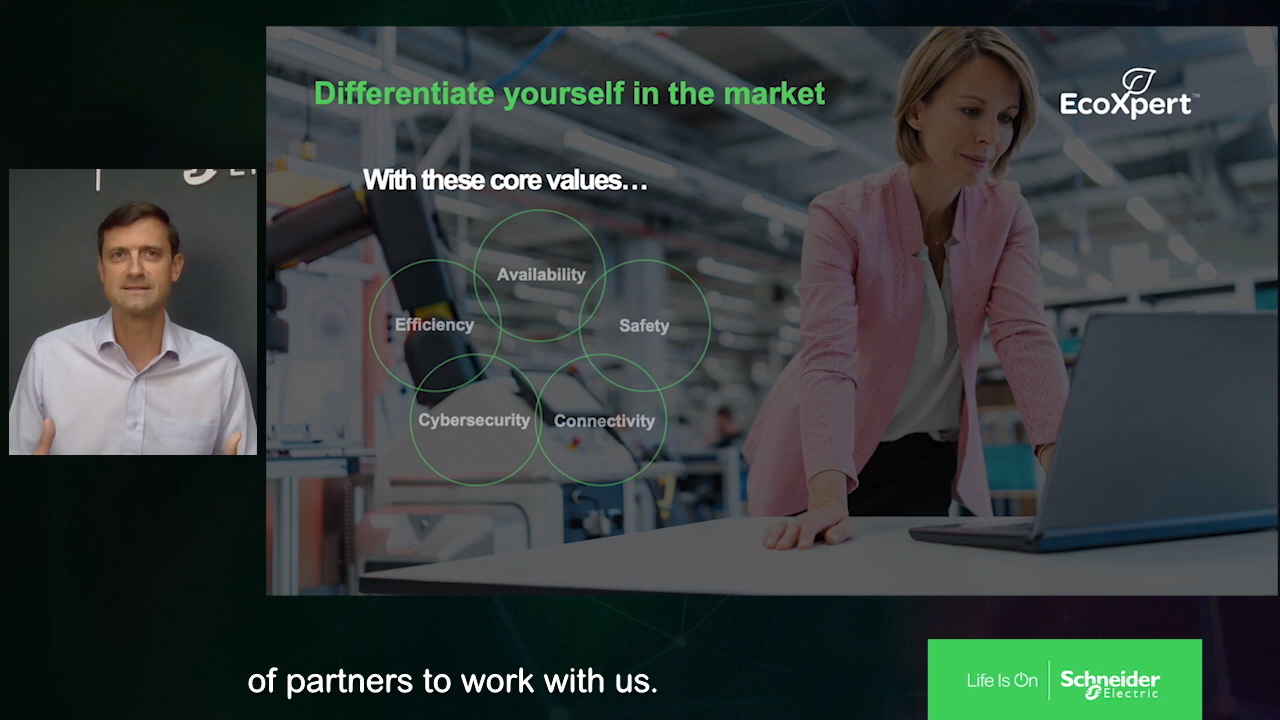 Differentiate yourself in the market
EcoXpert™
With these core values…
Availability
Efficiency
Safety
Cybersecurity
Connectivity
of partners to work with us.
Life Is On
Schneider
Electric